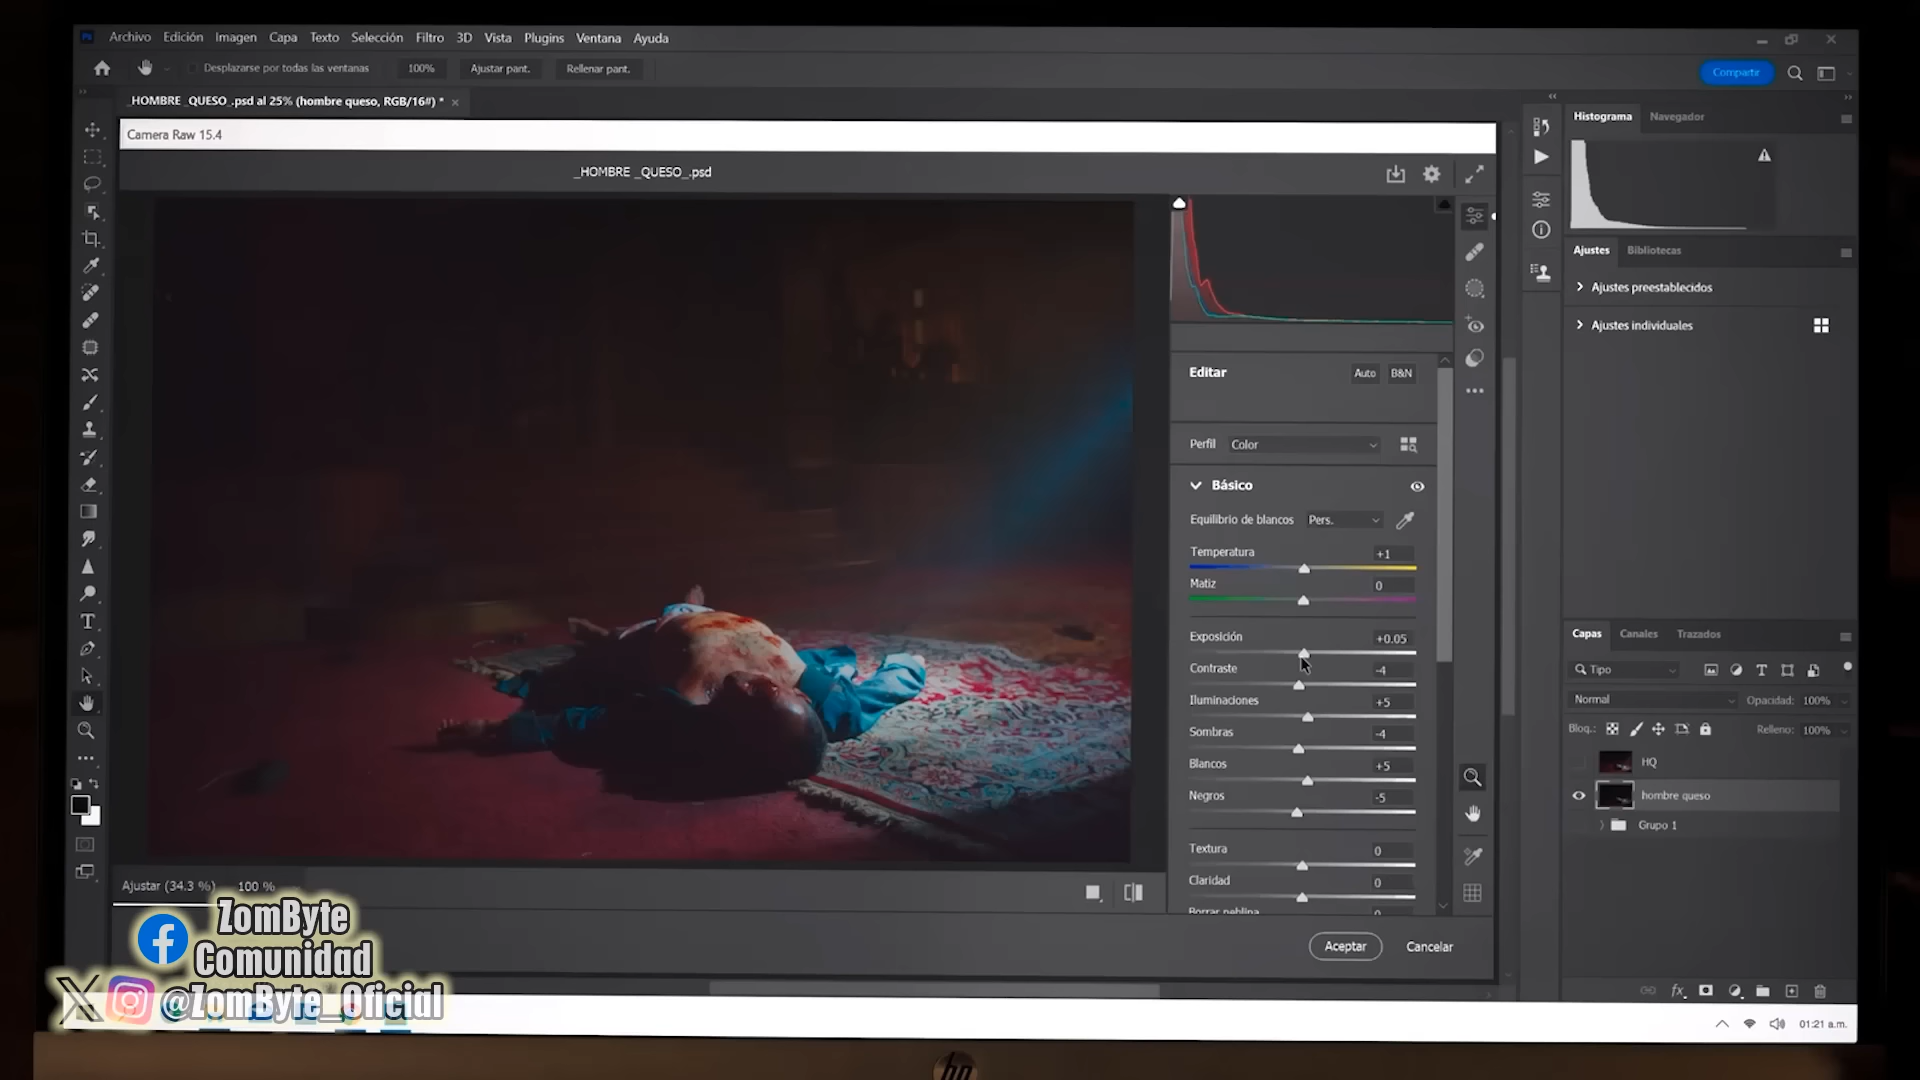 Ps Archivo Edición Imagen Capa Texto Selección Filtro 3D Vista Plugins Ventana Ayuda
Desplazarse por todas las ventanas 100% Ajustar pant. Rellenar pant. Compartir
_HOMBRE _QUESO_.psd al 25% (hombre queso, RGB/16#) *
Camera Raw 15.4
_HOMBRE _QUESO_.psd
Histograma Navegador
Ajustes Bibliotecas
Ajustes preestablecidos
Ajustes individuales
Editar Auto B&N
Perfil Color
Básico
Equilibrio de blancos Pers.
Temperatura +1
Matiz 0
Exposición +0.05
Contraste -4
Iluminaciones +5
Sombras -4
Blancos +5
Negros -5
Textura 0
Claridad 0
Borrar neblina 0
Capas Canales Trazados
Tipo
Normal Opacidad: 100%
Bloq.: Relleno: 100%
HQ
hombre queso
Grupo 1
Ajustar (34.3 %) 100 %
Aceptar Cancelar
ZomByte
Comunidad
@ZomByte_Oficial
01:21 a.m.
hp